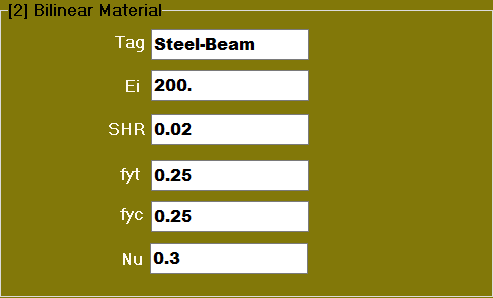 [2] Bilinear Material
Tag Steel-Beam
Ei 200.
SHR 0.02
fyt 0.25
fyc 0.25
Nu 0.3